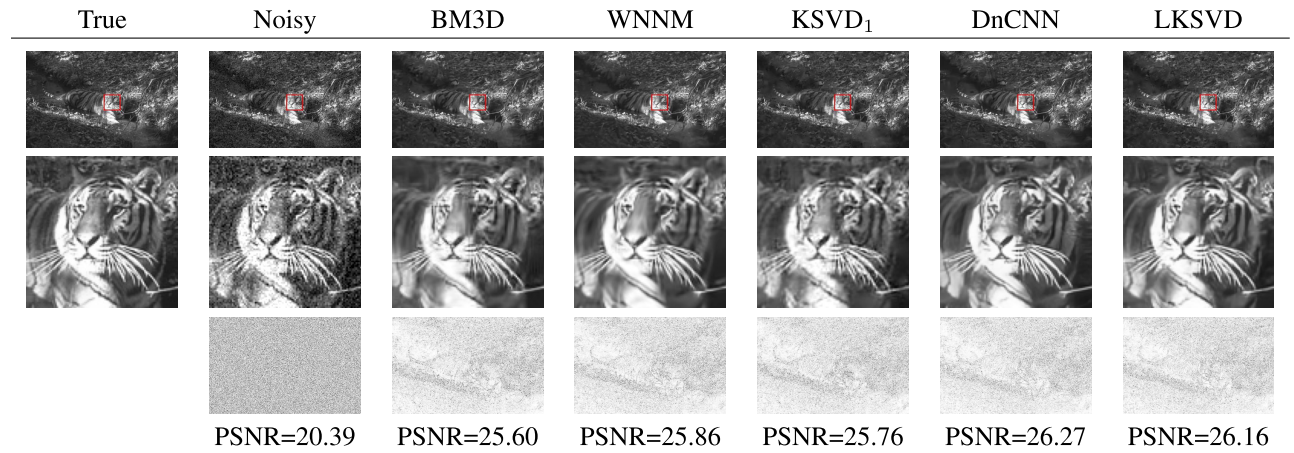 True Noisy BM3D WNNM KSVD₁ DnCNN LKSVD
PSNR=20.39 PSNR=25.60 PSNR=25.86 PSNR=25.76 PSNR=26.27 PSNR=26.16